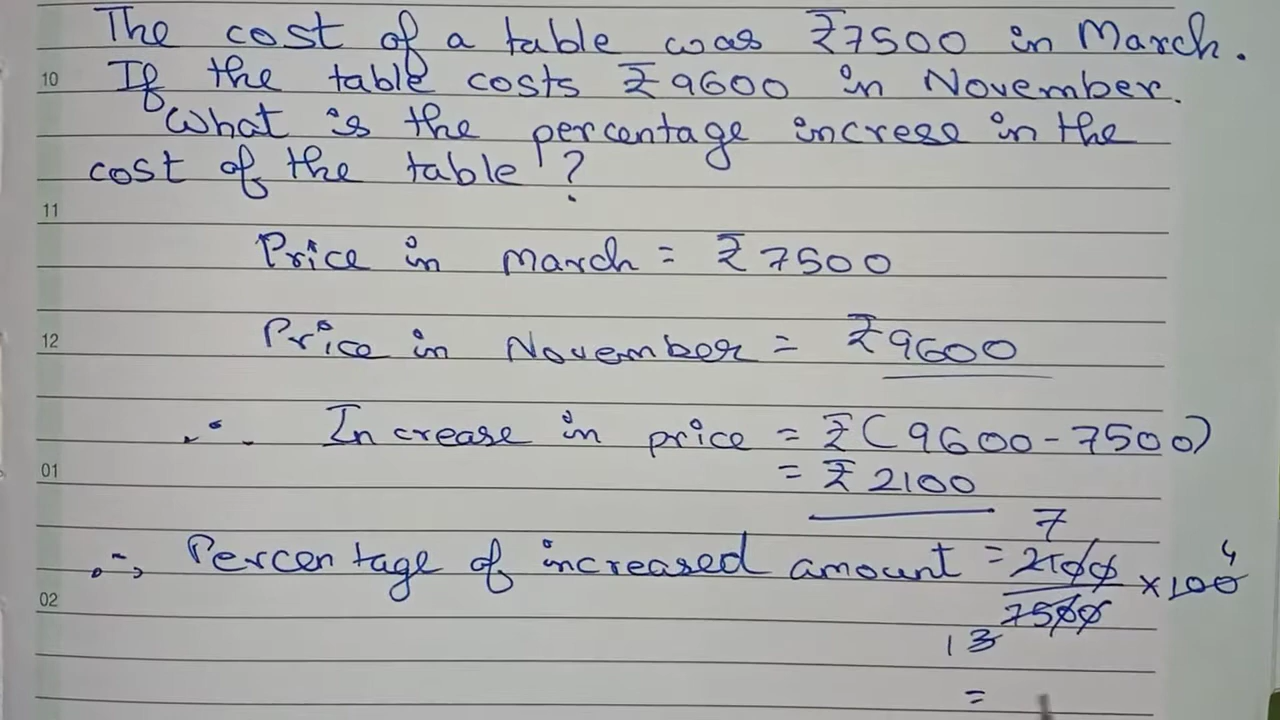 The cost of a table was ₹7500 in March.
10 If the table costs ₹9600 in November.
What is the percentage increse in the
cost of the table ?
11
Price in march = ₹7500
12 Price in November = ₹9600
∴ Increase in price = ₹(9600-7500)
01 = ₹2100
7
∴ Percentage of increased amount = 2100 × 100 4
02 7500
1 3
=